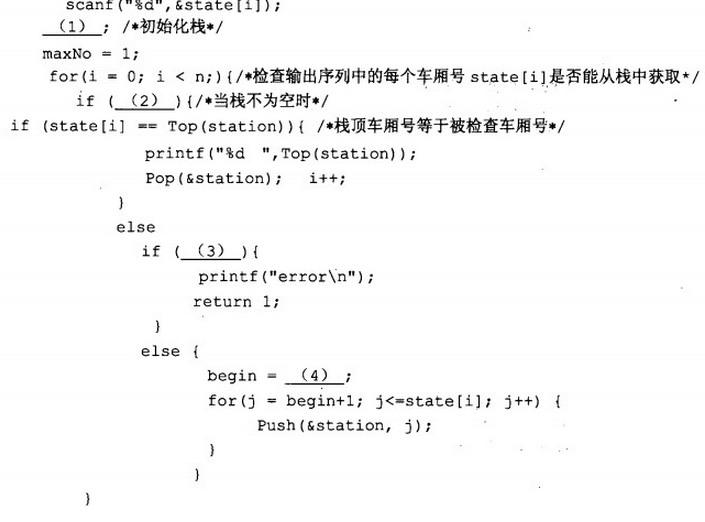 scanf("%d",&state[i]);
（1） ; /*初始化栈*/
maxNo = 1;
for(i = 0; i < n;){/*检查输出序列中的每个车厢号 state[i]是否能从栈中获取*/
if ( （2） ){/*当栈不为空时*/
if (state[i] == Top(station)){ /*栈顶车厢号等于被检查车厢号*/
printf("%d ",Top(station));
Pop(&station); i++;
}
else
if ( （3） ){
printf("error\n");
return 1;
}
else {
begin = （4） ;
for(j = begin+1; j<=state[i]; j++) {
Push(&station, j);
}
}
}